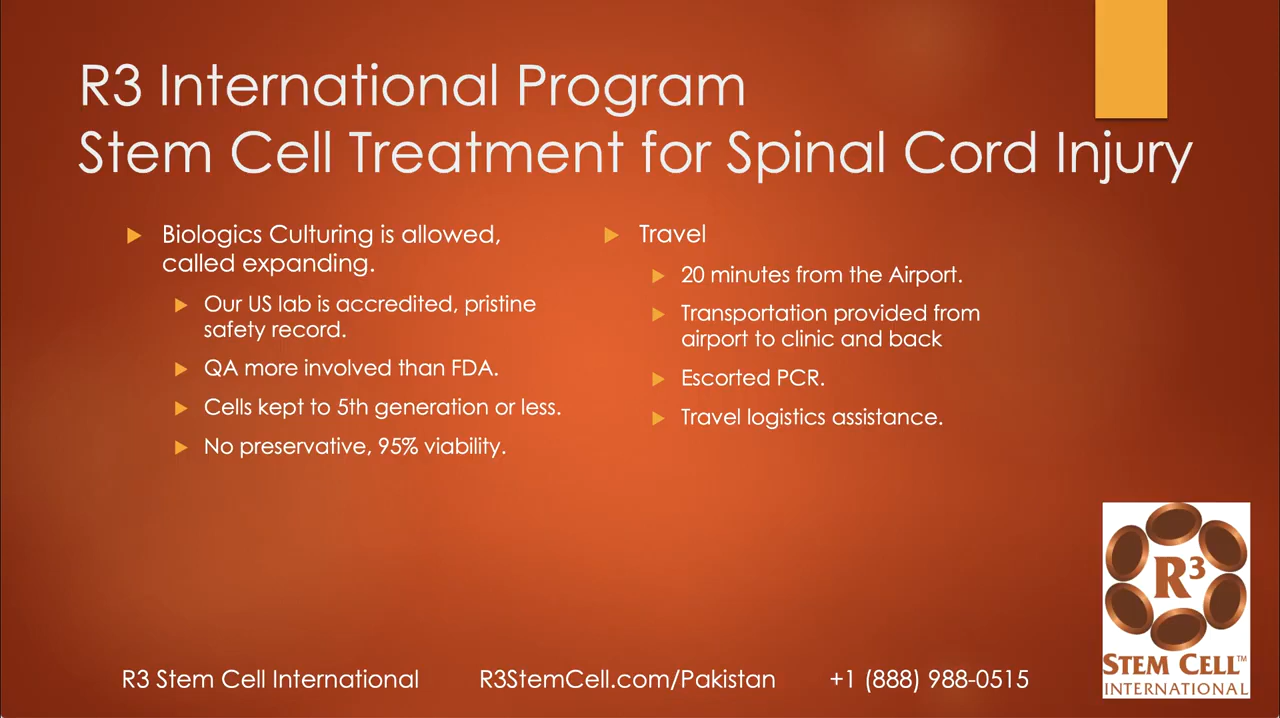 R3 International Program
Stem Cell Treatment for Spinal Cord Injury
Biologics Culturing is allowed,
called expanding.
Our US lab is accredited, pristine
safety record.
QA more involved than FDA.
Cells kept to 5th generation or less.
No preservative, 95% viability.
Travel
20 minutes from the Airport.
Transportation provided from
airport to clinic and back
Escorted PCR.
Travel logistics assistance.
R3
STEM CELL™
INTERNATIONAL
R3 Stem Cell International
R3StemCell.com/Pakistan
+1 (888) 988-0515